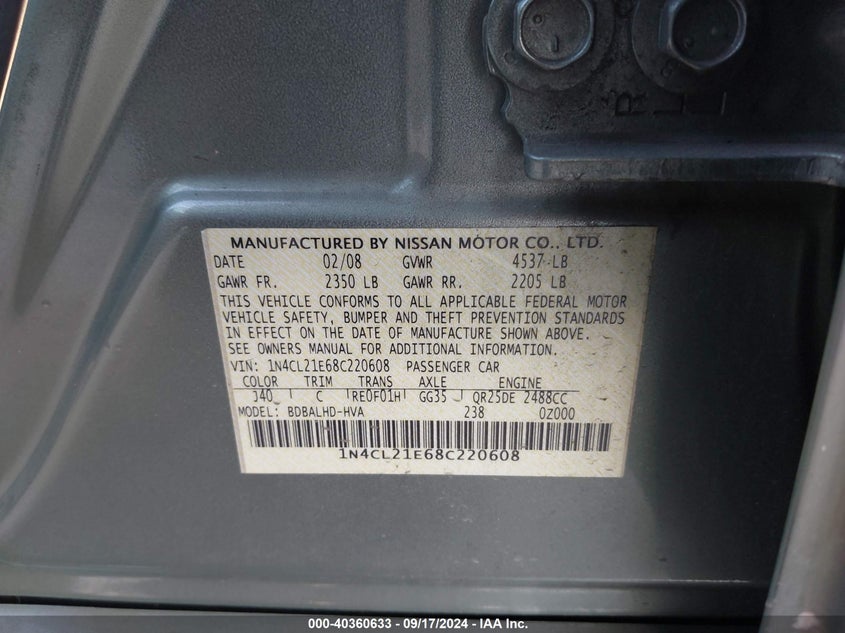 MANUFACTURED BY NISSAN MOTOR CO., LTD.
DATE 02/08 GVWR 4537 LB
GAWR FR. 2350 LB GAWR RR. 2205 LB
THIS VEHICLE CONFORMS TO ALL APPLICABLE FEDERAL MOTOR
VEHICLE SAFETY, BUMPER AND THEFT PREVENTION STANDARDS
IN EFFECT ON THE DATE OF MANUFACTURE SHOWN ABOVE.
SEE OWNERS MANUAL FOR ADDITIONAL INFORMATION.
VIN: 1N4CL21E68C220608 PASSENGER CAR
COLOR TRIM TRANS AXLE ENGINE
J40 C RE0F01H GG35 QR25DE 2488CC
MODEL: BDBALHD-HVA 238 0Z000
1N4CL21E68C220608
000-40360633 - 09/17/2024 - IAA Inc.